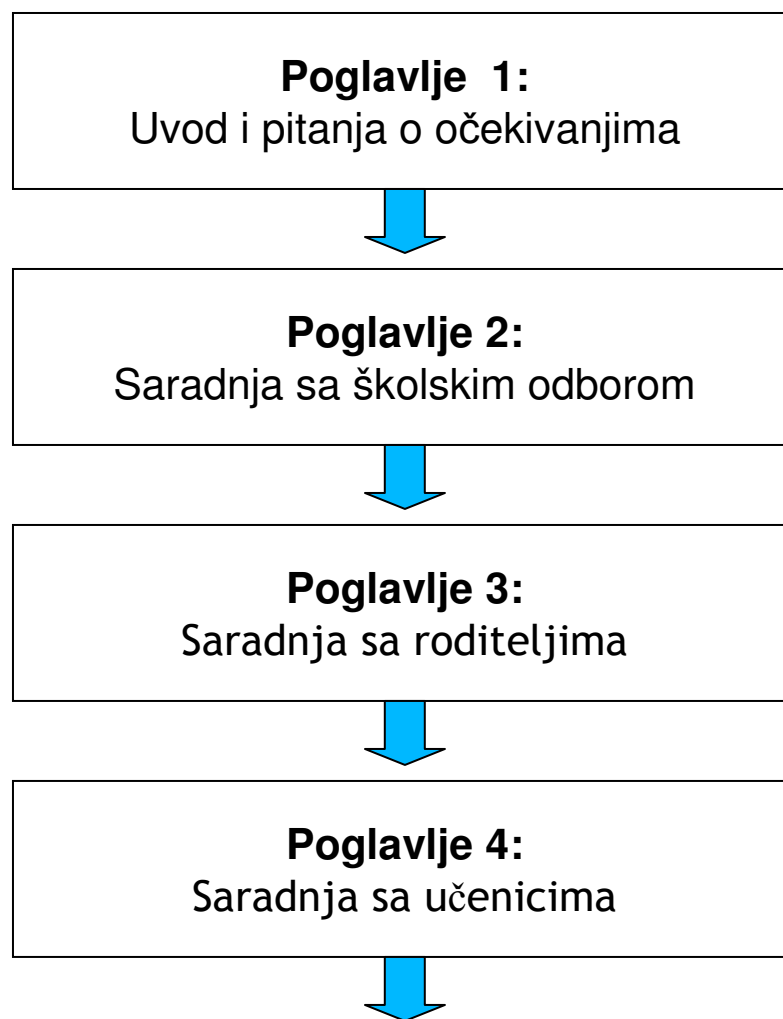 Poglavlje 1:
Uvod i pitanja o očekivanjima
Poglavlje 2:
Saradnja sa školskim odborom
Poglavlje 3:
Saradnja sa roditeljima
Poglavlje 4:
Saradnja sa učenicima